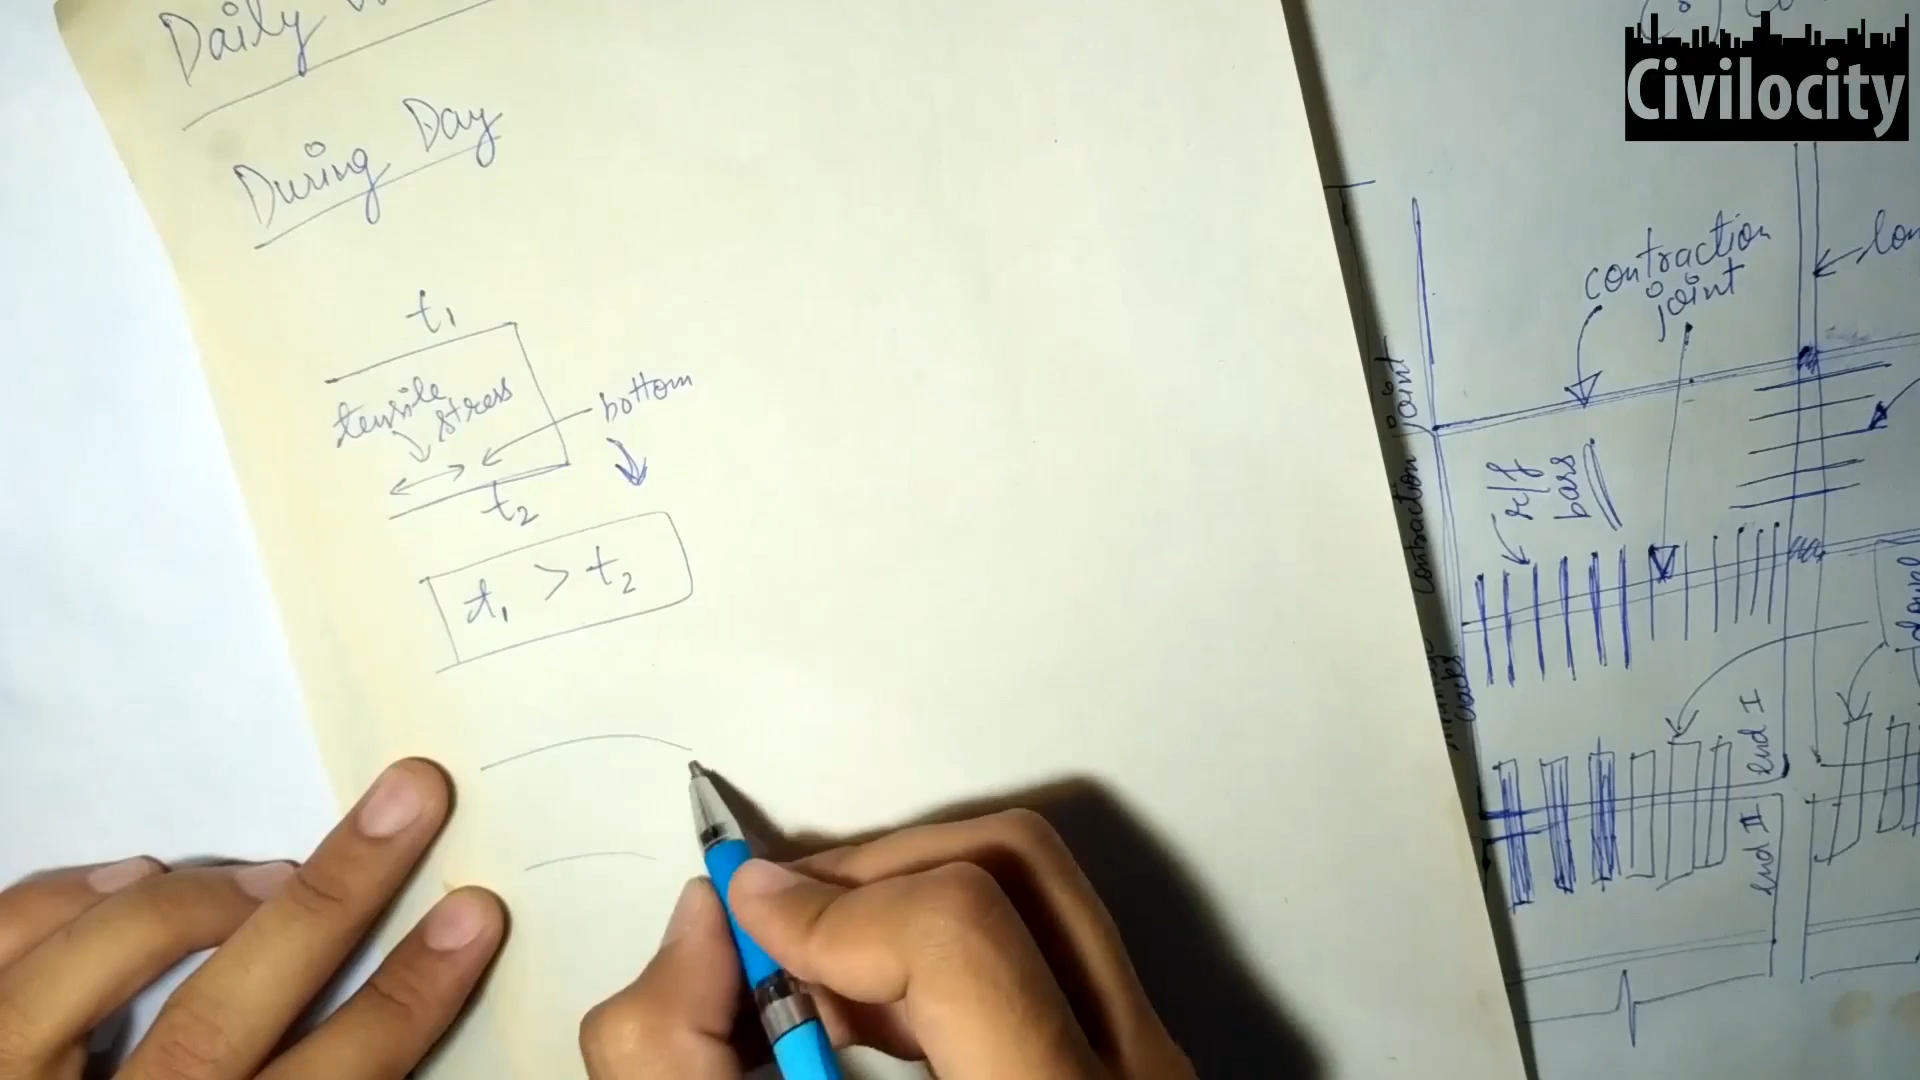 Daily
During Day
t₁
tensile
stress
bottom
t₂
t₁ > t₂
Civilocity
contraction
joint
contraction joint
r/f
bars
cracks
end I
end II